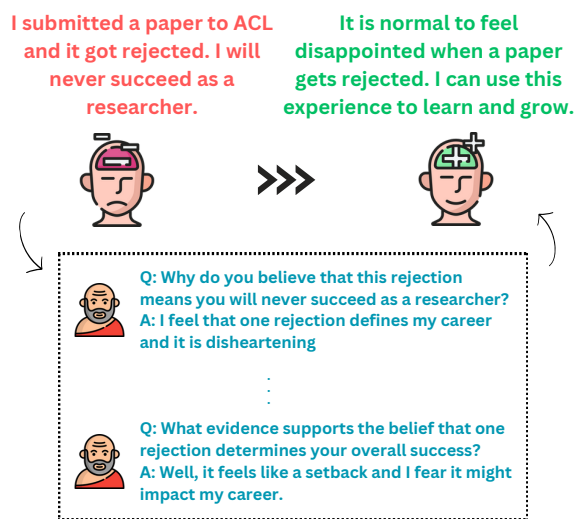 I submitted a paper to ACL
and it got rejected. I will
never succeed as a
researcher.
It is normal to feel
disappointed when a paper
gets rejected. I can use this
experience to learn and grow.
Q: Why do you believe that this rejection
means you will never succeed as a researcher?
A: I feel that one rejection defines my career
and it is disheartening
Q: What evidence supports the belief that one
rejection determines your overall success?
A: Well, it feels like a setback and I fear it might
impact my career.